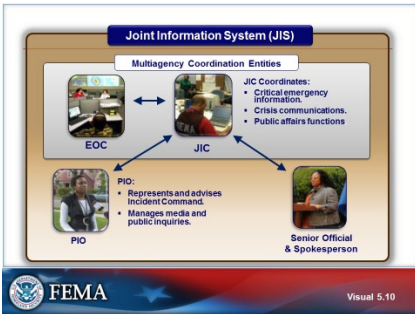 Joint Information System (JIS)
Multiagency Coordination Entities
JIC Coordinates:
▪ Critical emergency
information.
▪ Crisis communications.
▪ Public affairs functions
EOC
FEMA
JIC
PIO:
▪ Represents and advises
Incident Command.
▪ Manages media and
public inquiries.
PIO
Senior Official
& Spokesperson
FEMA
Visual 5.10